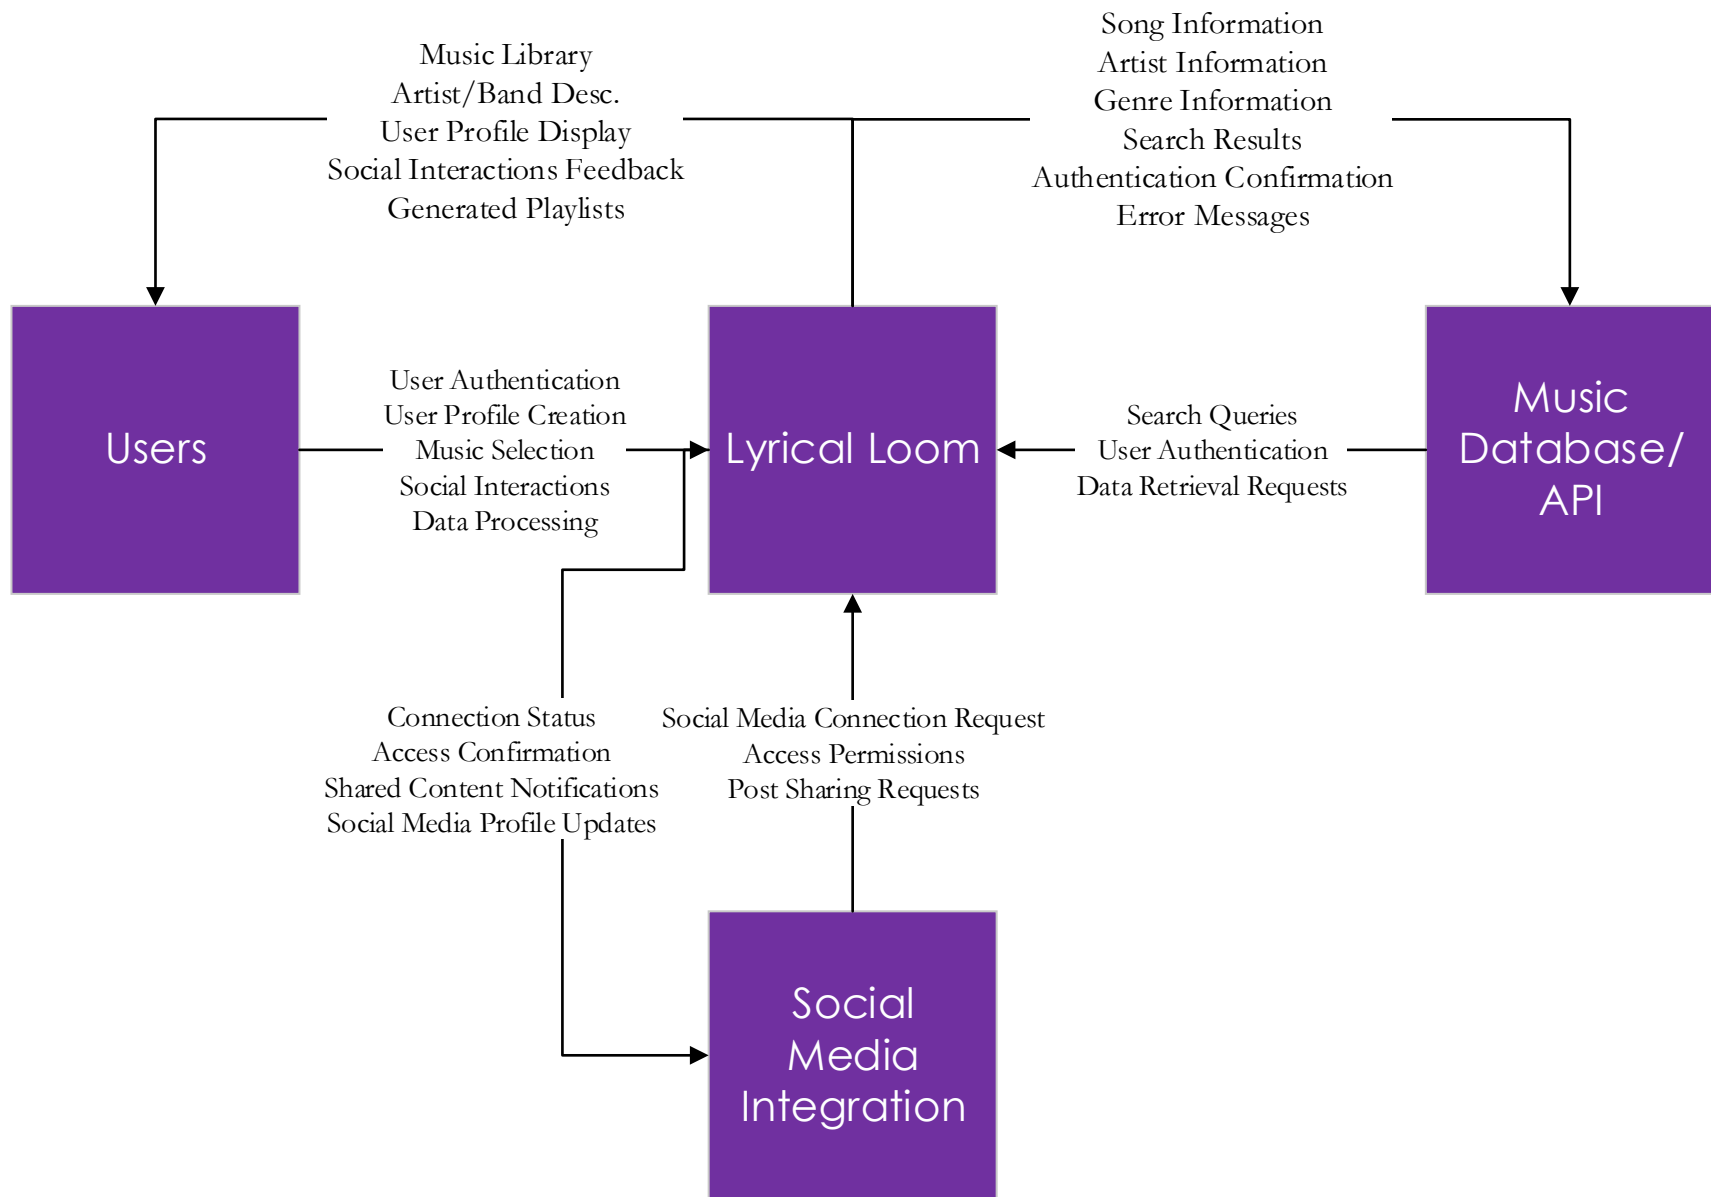 Music Library
Artist/Band Desc.
User Profile Display
Social Interactions Feedback
Generated Playlists
Song Information
Artist Information
Genre Information
Search Results
Authentication Confirmation
Error Messages
Users
User Authentication
User Profile Creation
Music Selection
Social Interactions
Data Processing
Lyrical Loom
Search Queries
User Authentication
Data Retrieval Requests
Music
Database/
API
Connection Status
Access Confirmation
Shared Content Notifications
Social Media Profile Updates
Social Media Connection Request
Access Permissions
Post Sharing Requests
Social
Media
Integration